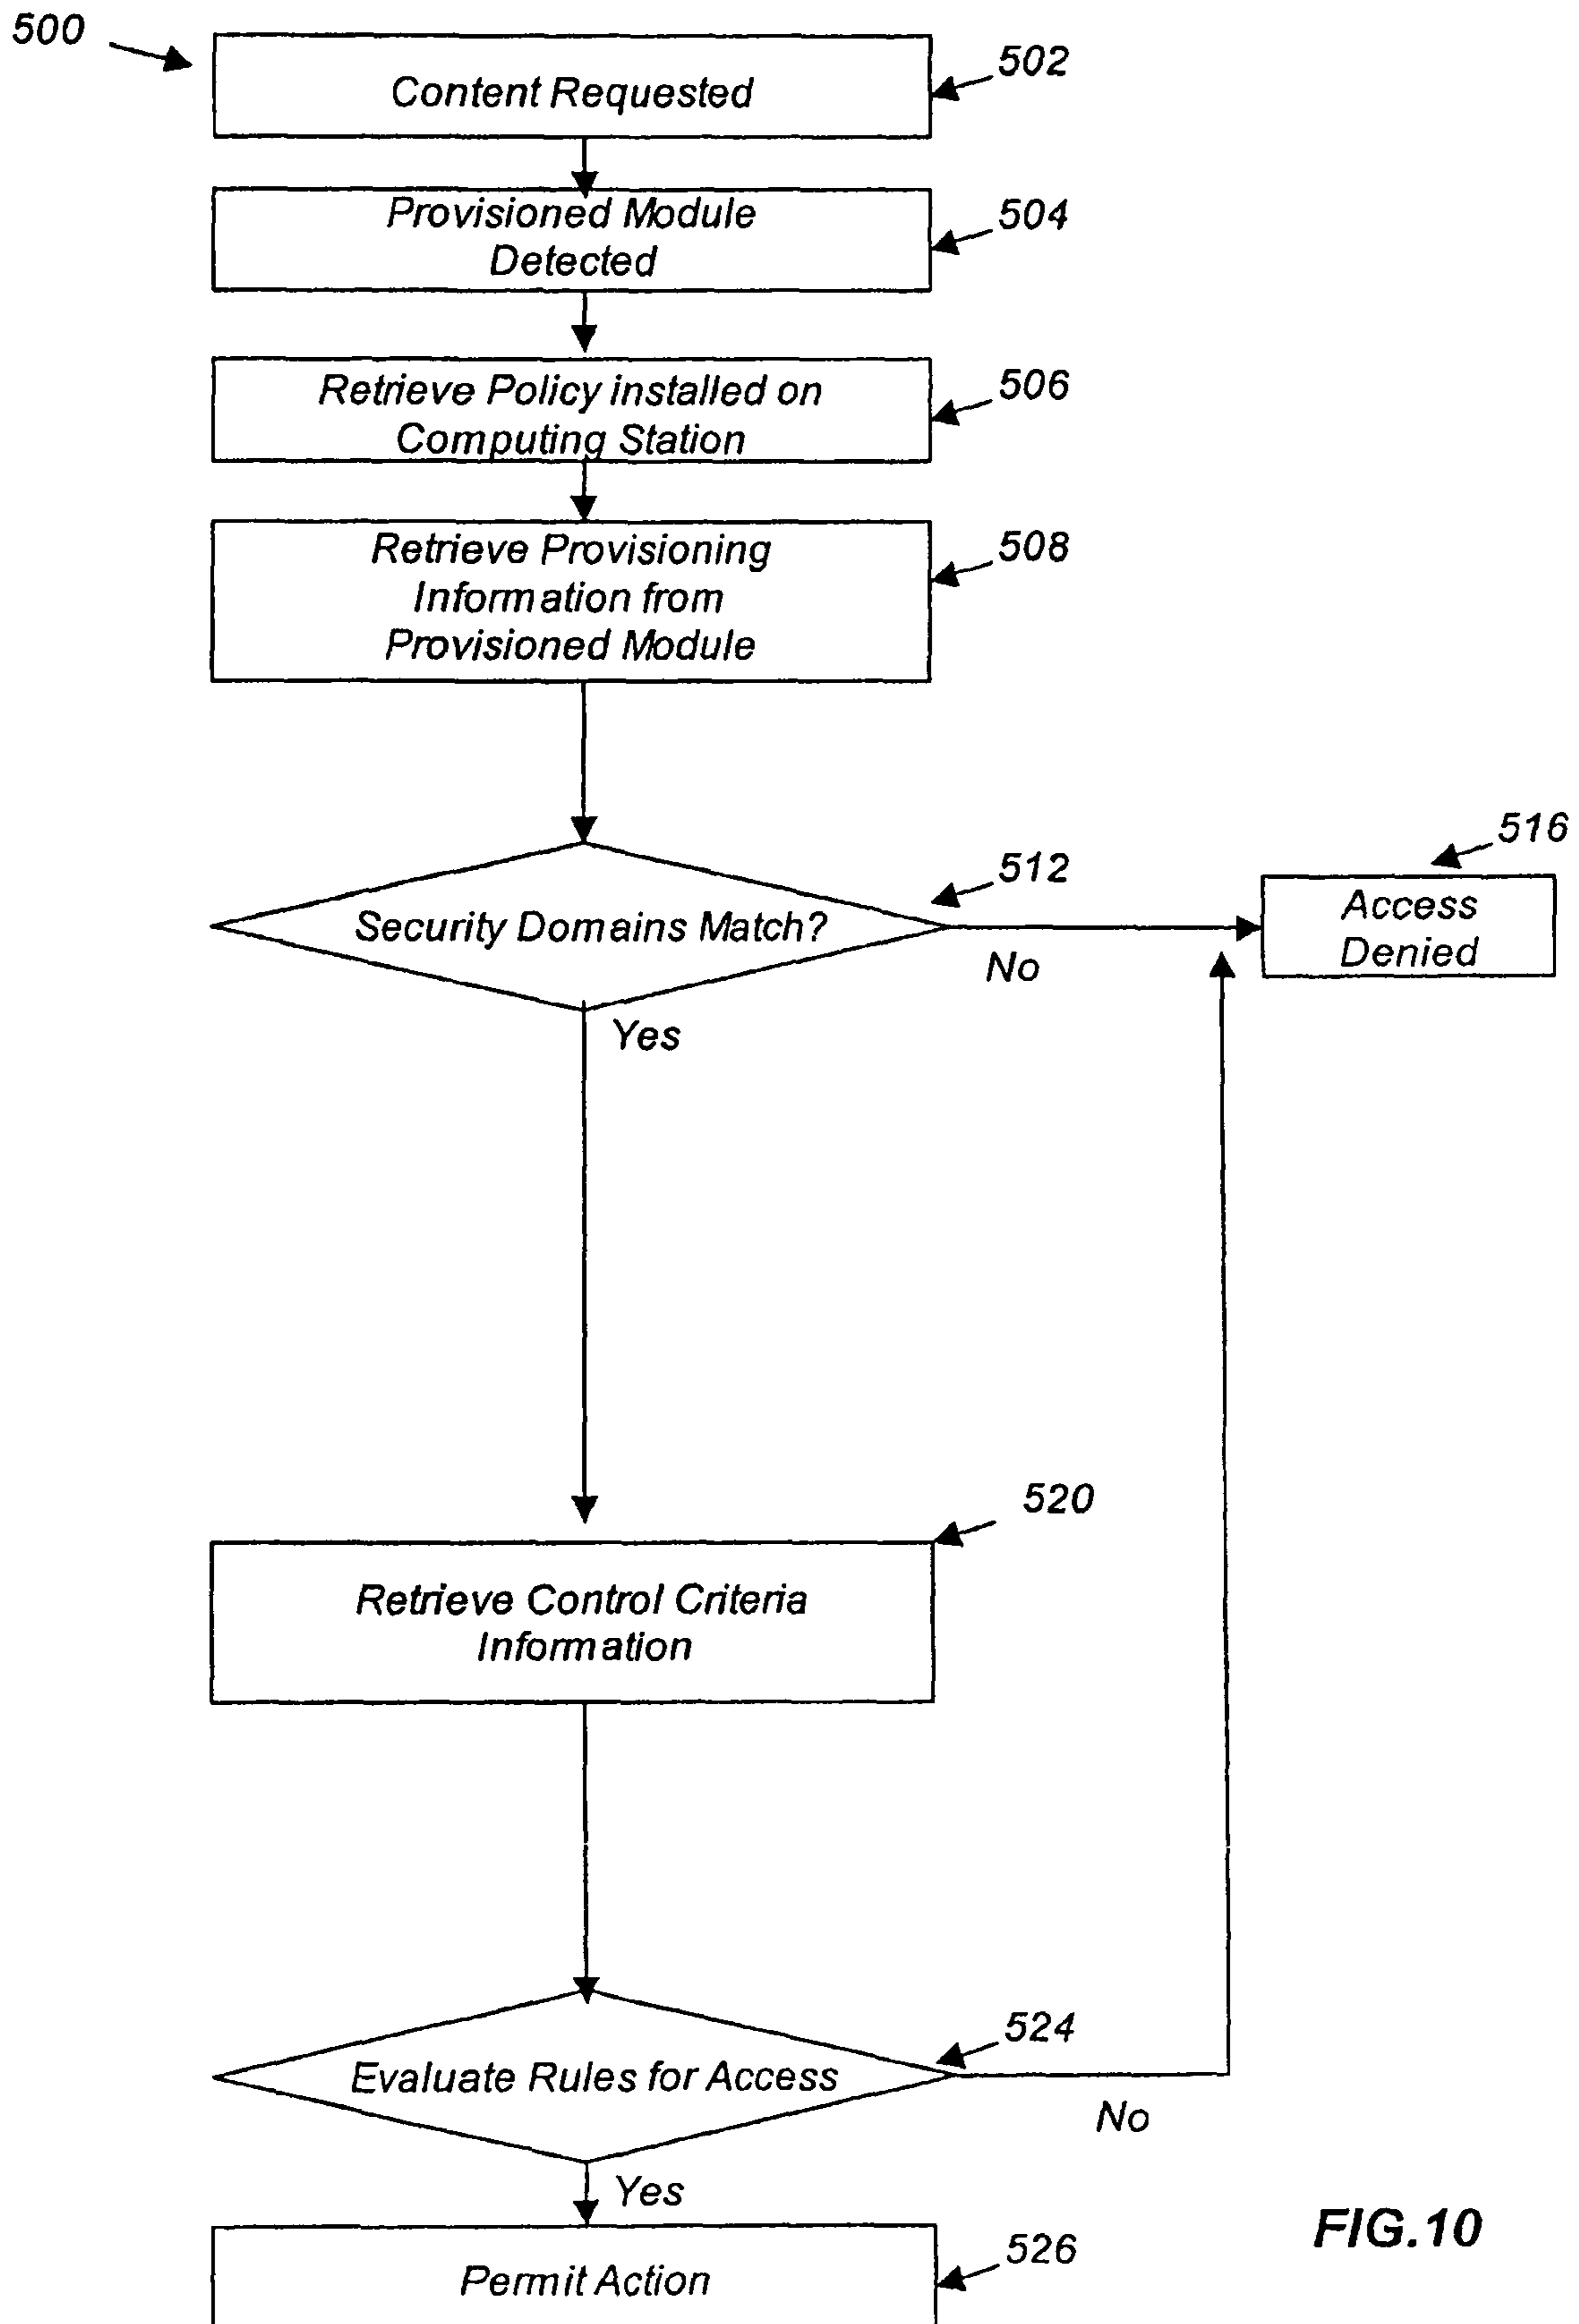 500
Content Requested
502
Provisioned Module
Detected
504
Retrieve Policy installed on
Computing Station
506
Retrieve Provisioning
Information from
Provisioned Module
508
Security Domains Match?
512
No
Yes
516
Access
Denied
520
Retrieve Control Criteria
Information
Evaluate Rules for Access
524
No
Yes
Permit Action
526
FIG.10